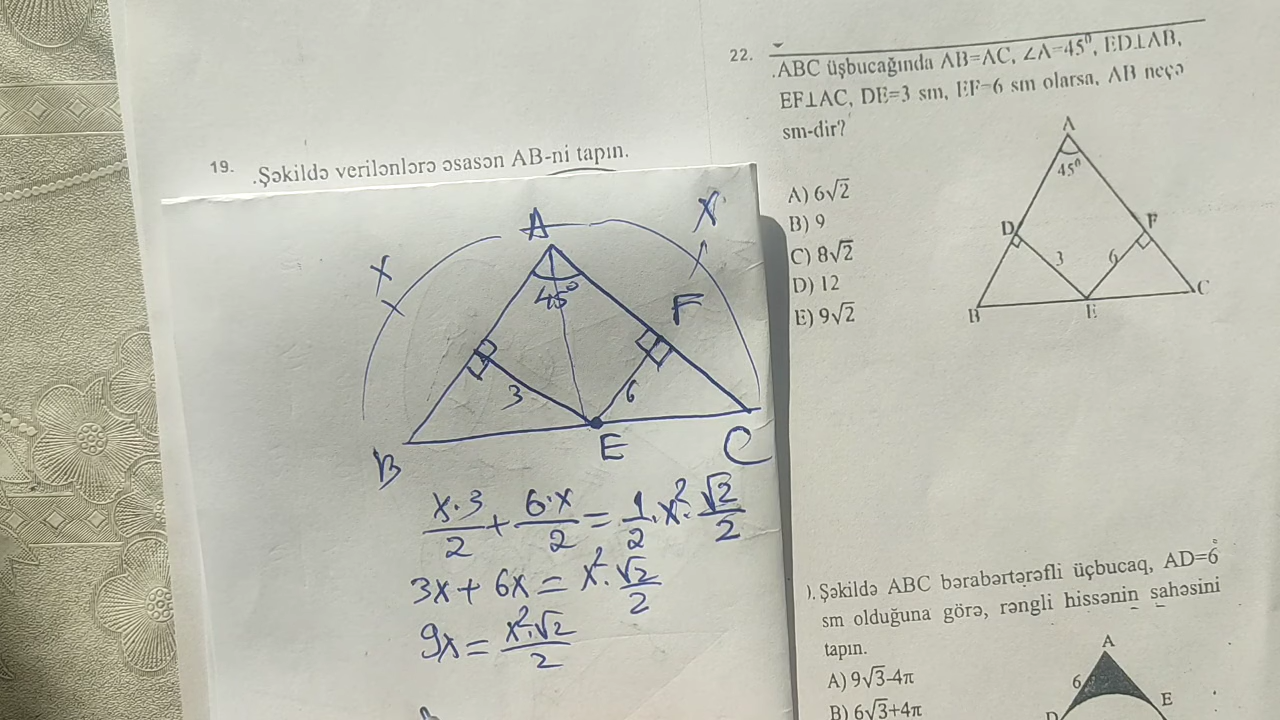 19. .Şəkildə verilənlərə əsasən AB-ni tapın.
A
X
X
45⁰
F
3
6
B
E
C
x·3/2 + 6·x/2 = 1/2·x²·√2/2
3x + 6x = x²·√2/2
9x = x²·√2/2
22. .ABC üşbucağında AB=AC, ∠A=45⁰, ED⊥AB,
EF⊥AC, DE=3 sm, EF=6 sm olarsa, AB neçə
sm-dir?
A) 6√2
B) 9
C) 8√2
D) 12
E) 9√2
A
45⁰
D
F
3
6
B
E
C
). Şəkildə ABC bərabərtərəfli üçbucaq, AD=6
sm olduğuna görə, rəngli hissənin sahəsini
tapın.
A) 9√3-4π
B) 6√3+4π
A
6
E
D